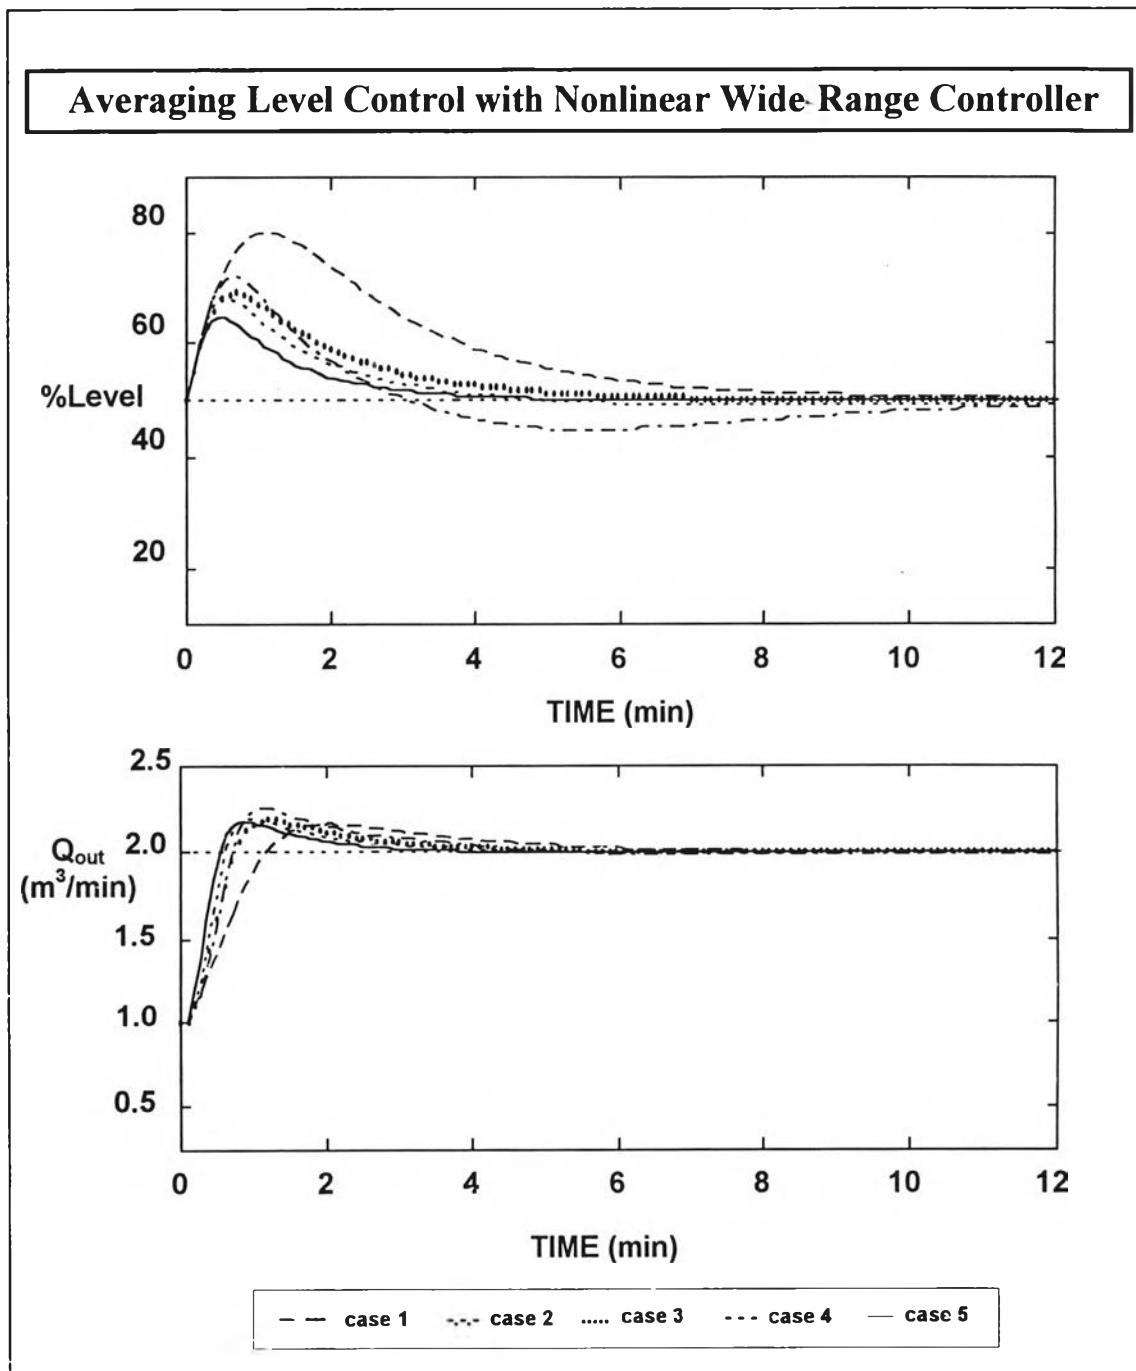 Averaging Level Control with Nonlinear Wide Range Controller
80
60
%Level
40
20
0 2 4 6 8 10 12
TIME (min)
2.5
2.0
Qout
(m³/min)
1.5
1.0
0.5
0 2 4 6 8 10 12
TIME (min)
case 1 case 2 case 3 case 4 case 5